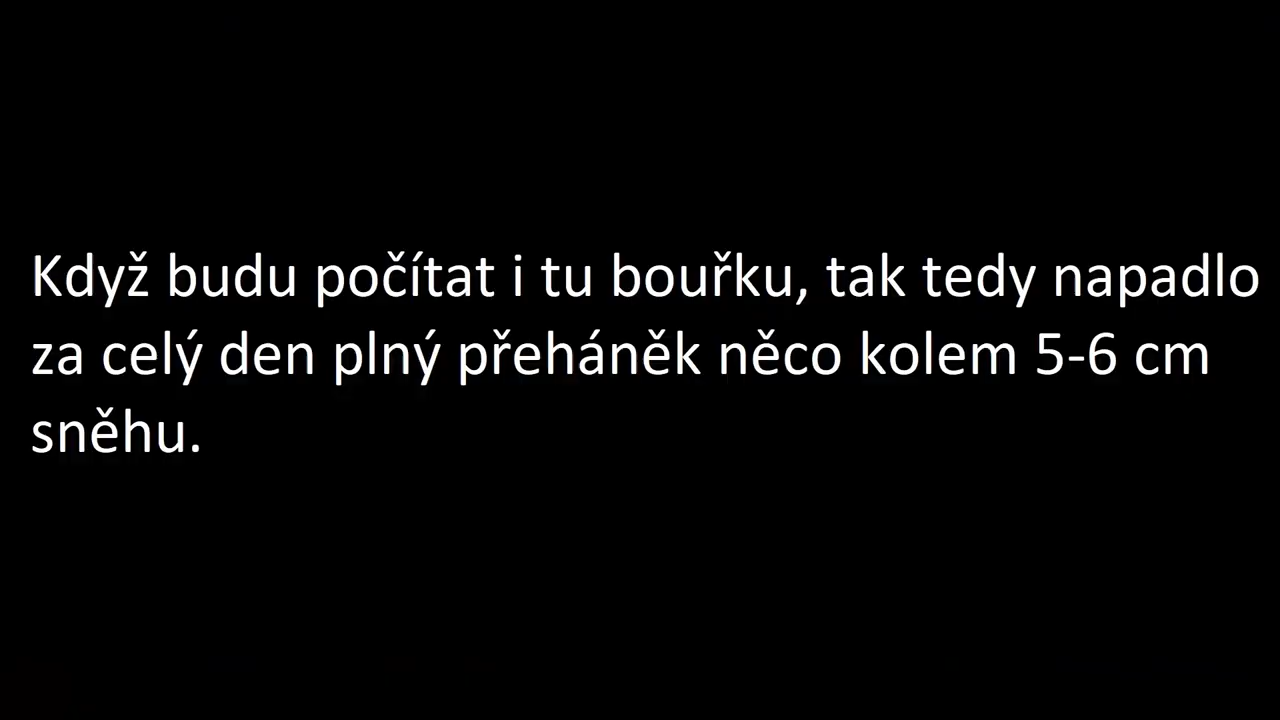 Když budu počítat i tu bouřku, tak tedy napadlo
za celý den plný přeháněk něco kolem 5-6 cm
sněhu.